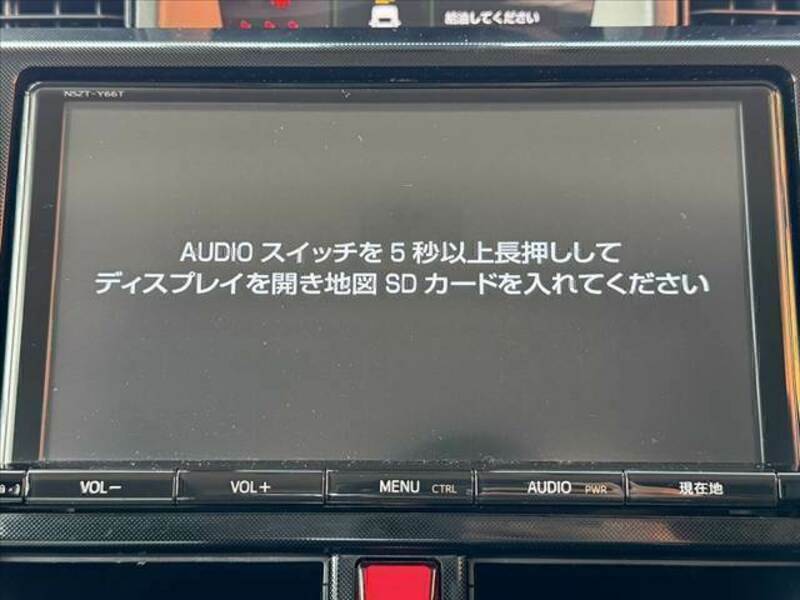 給油してください
NSZT-Y66T
AUDIO スイッチを 5 秒以上長押しして
ディスプレイを開き地図 SD カードを入れてください
VOL−
VOL+
MENU CTRL
AUDIO PWR
現在地